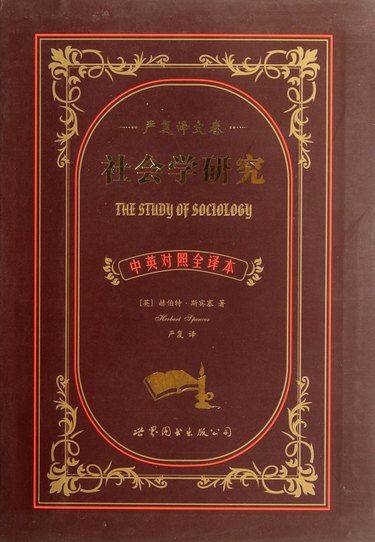 严复译文卷
社会学研究
THE STUDY OF SOCIOLOGY
中英对照全译本
[英] 赫伯特·斯宾塞 著
Herbert Spencer
严复 译
世界图书出版公司